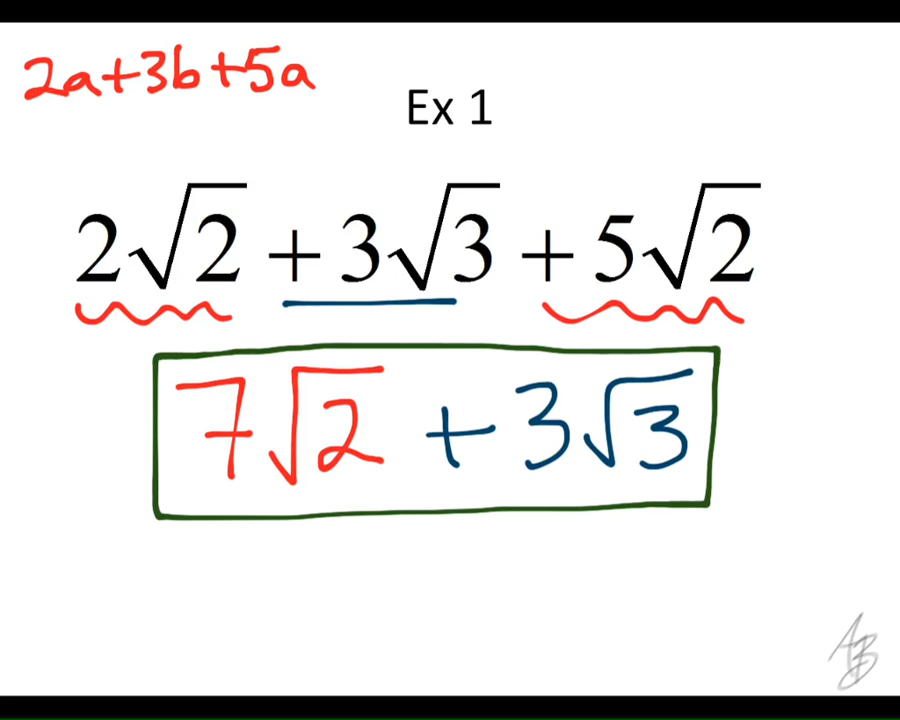 2a+3b+5a
Ex 1
2√2 + 3√3 + 5√2
7√2 + 3√3